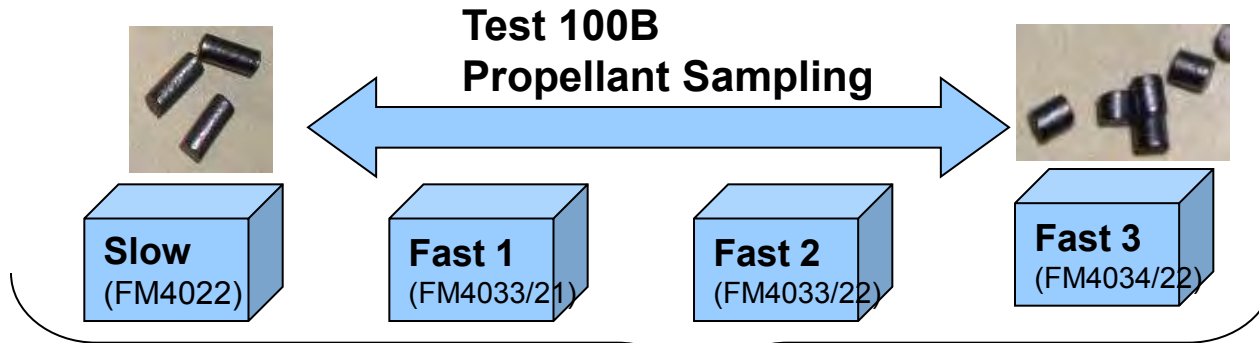 Test 100B
Propellant Sampling
Slow
(FM4022)
Fast 1
(FM4033/21)
Fast 2
(FM4033/22)
Fast 3
(FM4034/22)